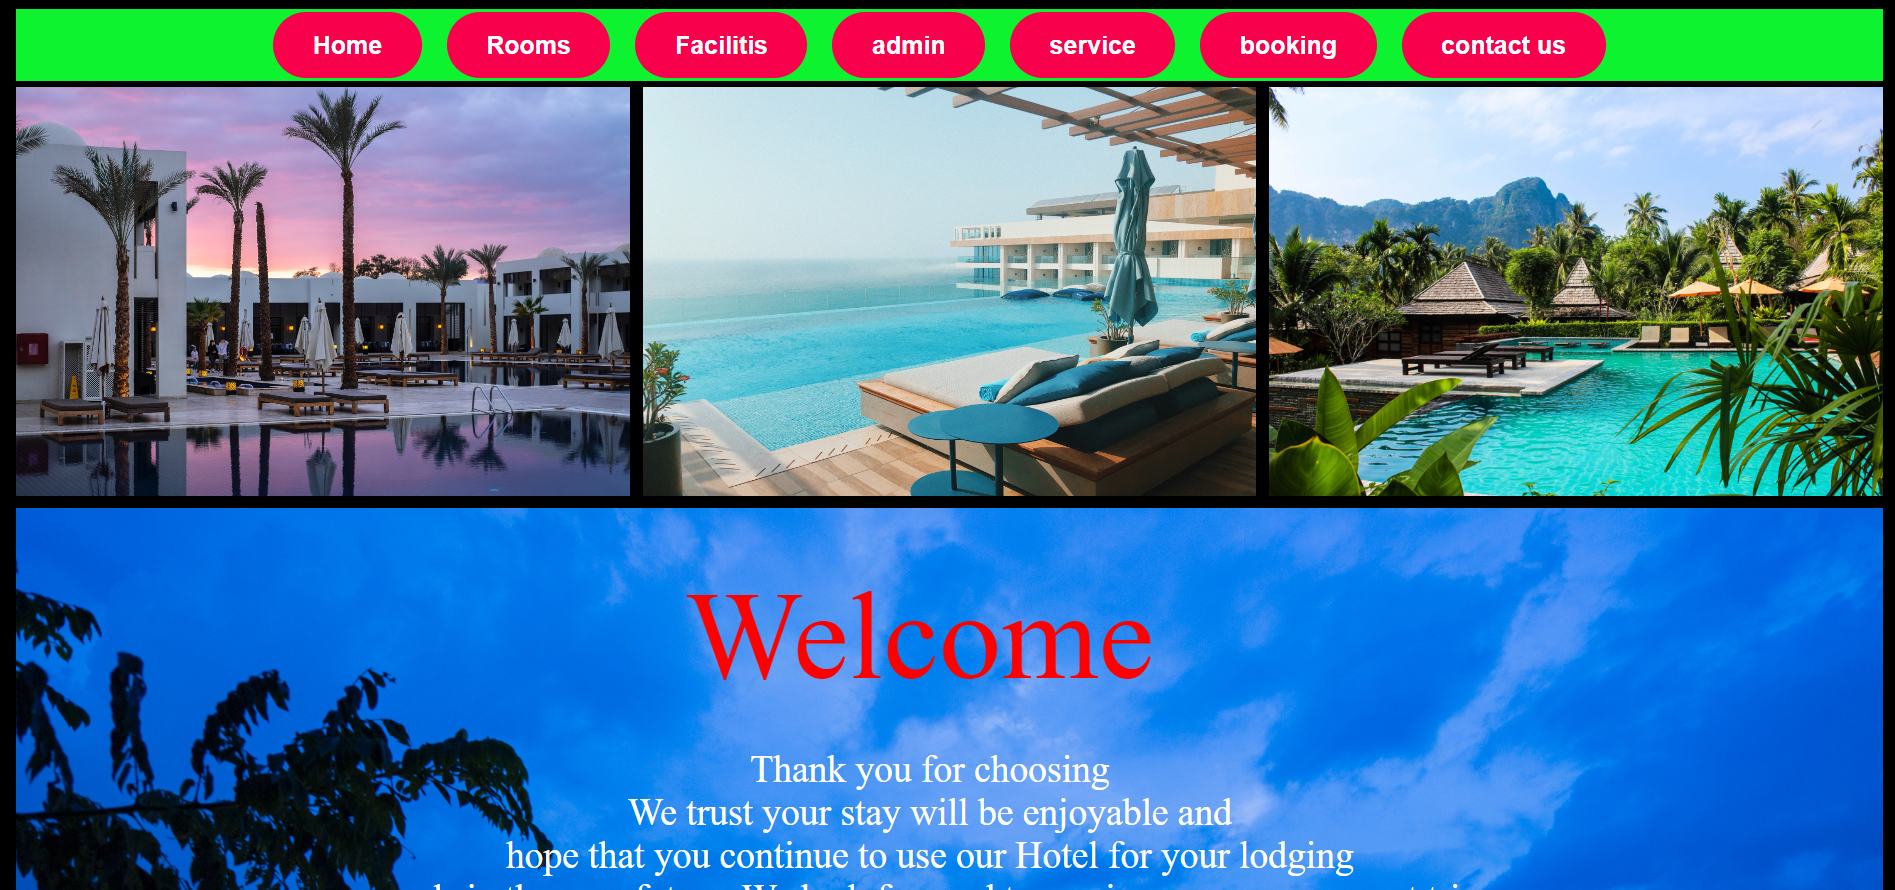 Home Rooms Facilitis admin service booking contact us
Welcome
Thank you for choosing
We trust your stay will be enjoyable and
hope that you continue to use our Hotel for your lodging